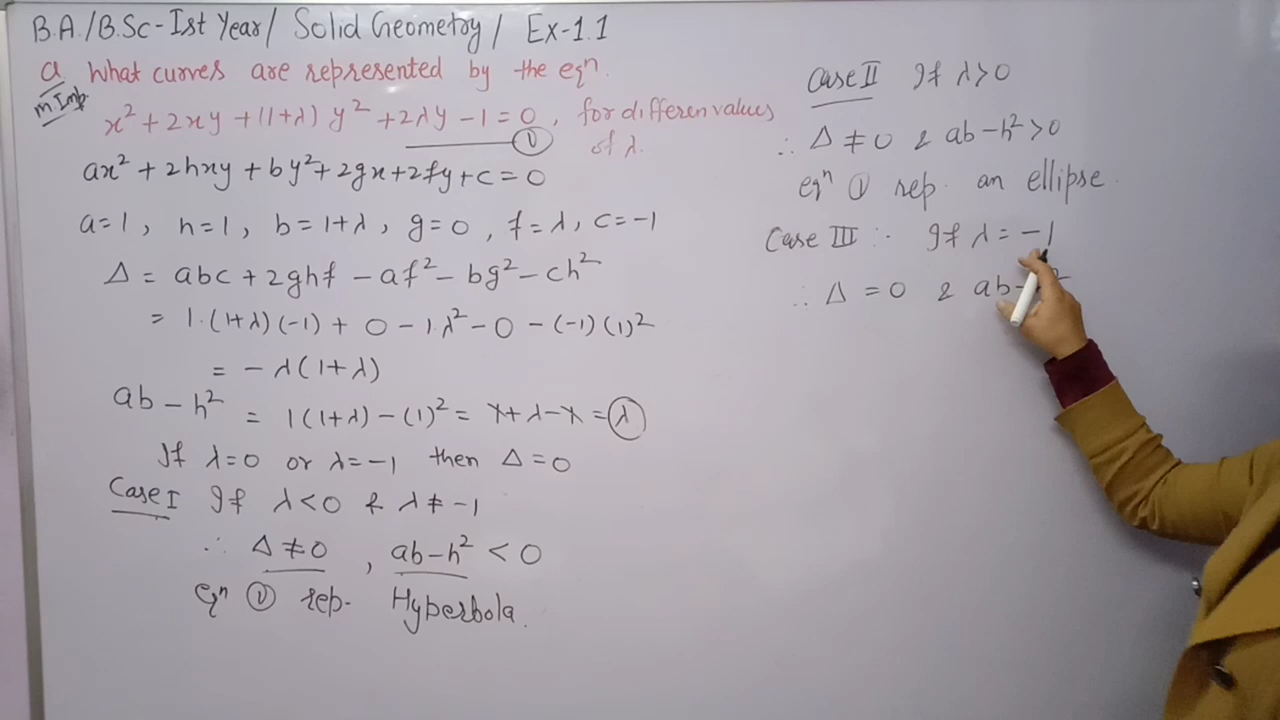 B.A./B.Sc-Ist Year/ Solid Geometry/ Ex-1.1
Q What curves are represented by the eqⁿ.
m.Imp.
x² + 2xy + (1+λ) y² + 2λy - 1 = 0, for differen values of λ.
①
ax² + 2hxy + by² + 2gx + 2fy + c = 0
a=1, h=1, b=1+λ, g=0, f=λ, c=-1
Δ = abc + 2ghf - af² - bg² - ch²
= 1·(1+λ)(-1) + 0 - 1·λ² - 0 - (-1)(1)²
= -λ(1+λ)
ab - h² = 1(1+λ) - (1)² = 1+λ-1 = λ
If λ=0 or λ=-1 then Δ=0
Case I If λ<0 & λ≠-1
∴ Δ≠0, ab-h² < 0
Eqⁿ ① rep. Hyperbola.
Case II If λ>0
∴ Δ≠0 & ab-h²>0
eqⁿ ① rep. an ellipse.
Case III :- If λ = -1
∴ Δ = 0 & ab-